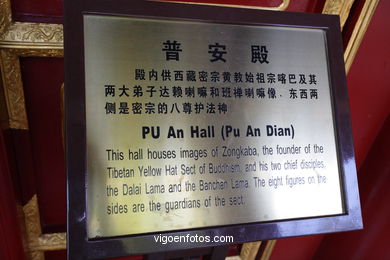 普安殿
殿内供西藏密宗黄教始祖宗喀巴及其
两大弟子达赖喇嘛和班禅喇嘛像．东西两
侧是密宗的八尊护法神
PU An Hall (Pu An Dian)
This hall houses images of Zongkaba, the founder of the
Tibetan Yellow Hat Sect of Buddhism, and his two chief disciples,
the Dalai Lama and the Banchen Lama. The eight figures on the
sides are the guardians of the sect.
www.vigoenfotos.com